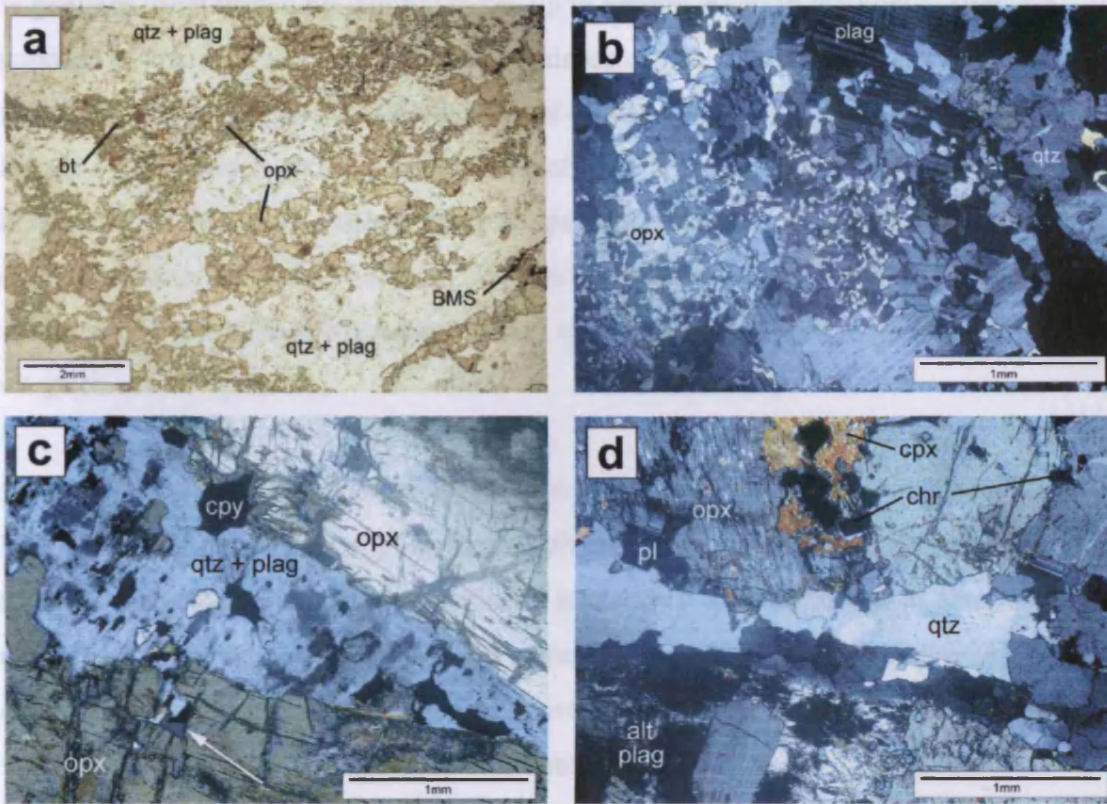 a
qtz + plag
bt
opx
BMS
qtz + plag
2mm
b
plag
qtz
opx
1mm
c
cpy
opx
qtz + plag
opx
1mm
d
cpx
chr
opx
pl
qtz
alt
plag
1mm